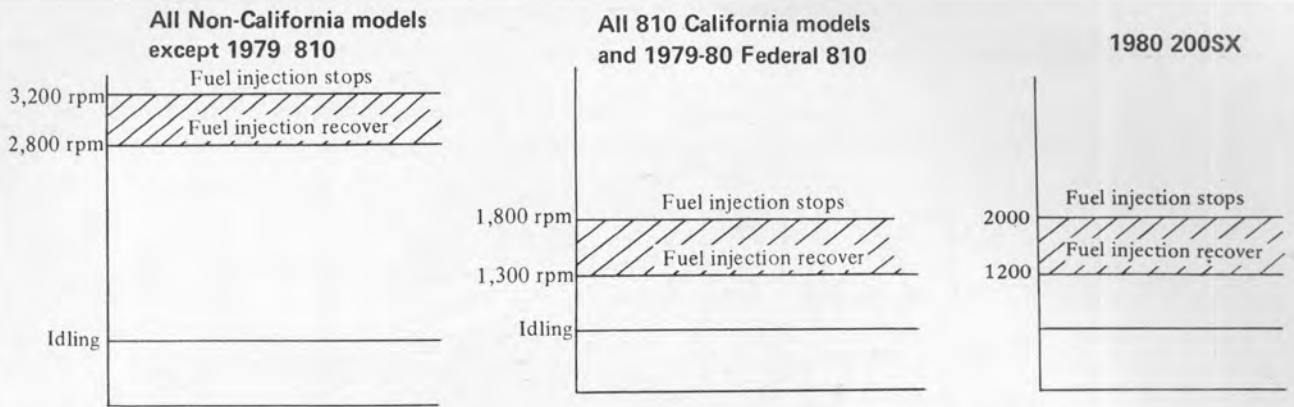 All Non-California models
except 1979 810
Fuel injection stops
3,200 rpm
Fuel injection recover
2,800 rpm
Idling
All 810 California models
and 1979-80 Federal 810
Fuel injection stops
1,800 rpm
Fuel injection recover
1,300 rpm
Idling
1980 200SX
Fuel injection stops
2000
Fuel injection recover
1200